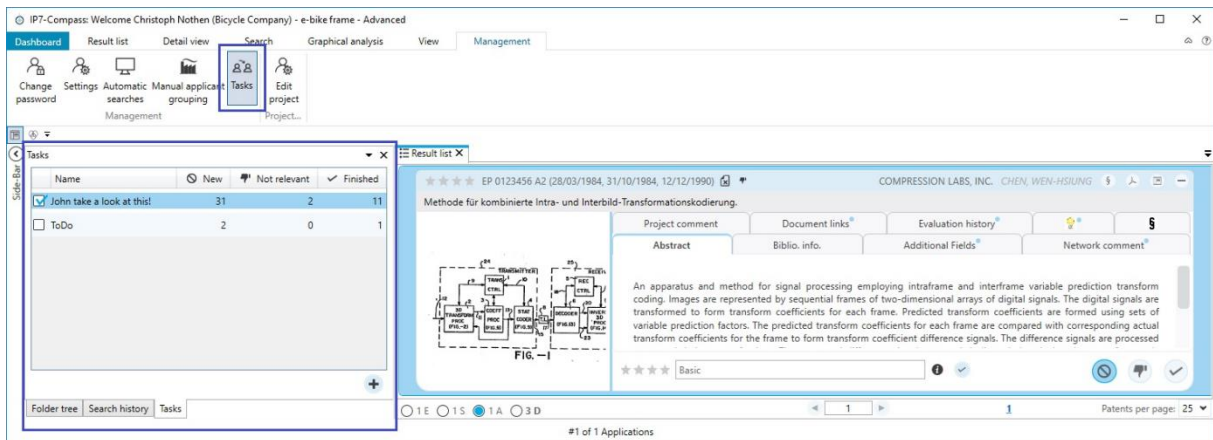 IP7-Compass: Welcome Christoph Nothen (Bicycle Company) - e-bike frame - Advanced
Dashboard Result list Detail view Search Graphical analysis View Management
Change password
Settings
Automatic searches
Manual applicant grouping
Tasks
Edit project
Management
Project...
Side-Bar
Tasks
Name New Not relevant Finished
John take a look at this! 31 2 11
ToDo 2 0 1
Folder tree Search history Tasks
Result list
EP 0123456 A2 (28/03/1984, 31/10/1984, 12/12/1990) COMPRESSION LABS, INC. CHEN, WEN-HSIUNG §
Methode für kombinierte Intra- und Interbild-Transformationskodierung.
Project comment Document links Evaluation history §
Abstract Biblio. info. Additional Fields Network comment
An apparatus and method for signal processing employing intraframe and interframe variable prediction transform
coding. Images are represented by sequential frames of two-dimensional arrays of digital signals. The digital signals are
transformed to form transform coefficients for each frame. Predicted transform coefficients are formed using sets of
variable prediction factors. The predicted transform coefficients for each frame are compared with corresponding actual
transform coefficients for the frame to form transform coefficient difference signals. The difference signals are processed
TRANSMITTER
FIG. — 1
Basic
1 E 1 S 1 A 3 D
1
1
Patents per page: 25
#1 of 1 Applications